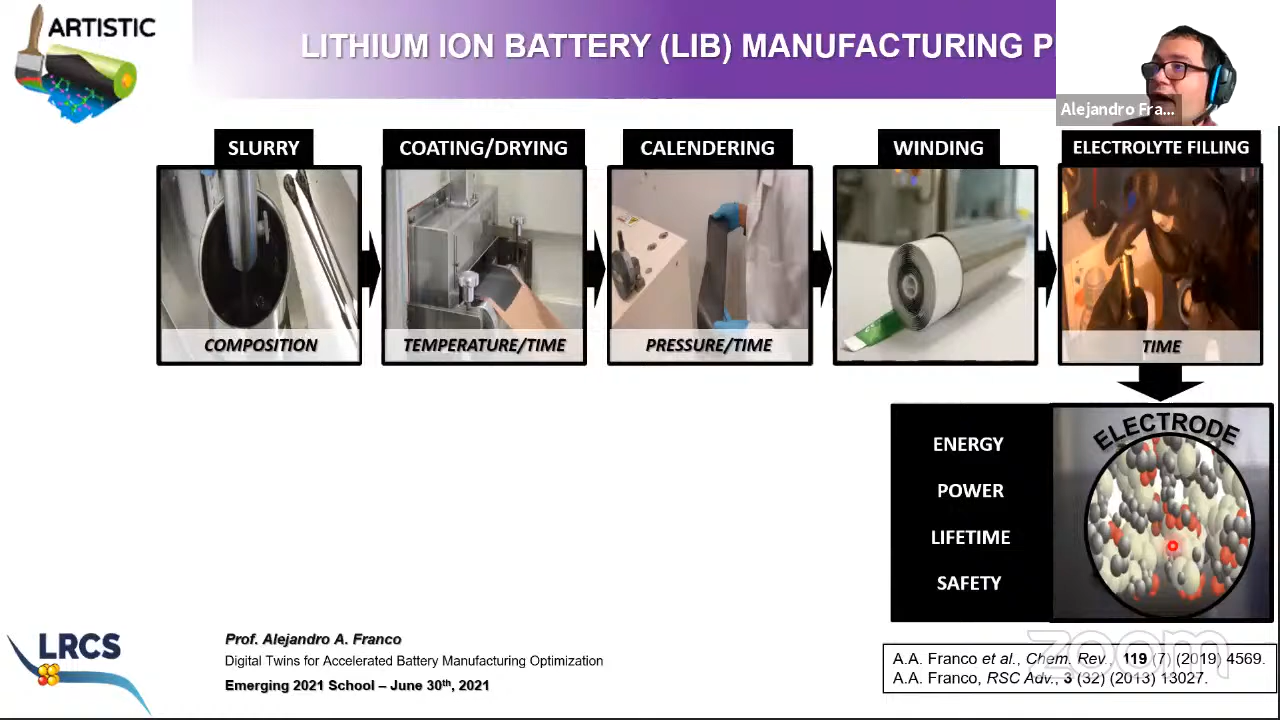 ARTISTIC
LITHIUM ION BATTERY (LIB) MANUFACTURING P
Alejandro Fra...
SLURRY
COATING/DRYING
CALENDERING
WINDING
ELECTROLYTE FILLING
COMPOSITION
TEMPERATURE/TIME
PRESSURE/TIME
TIME
ELECTRODE
ENERGY
POWER
LIFETIME
SAFETY
LRCS
Prof. Alejandro A. Franco
Digital Twins for Accelerated Battery Manufacturing Optimization
Emerging 2021 School – June 30th, 2021
zoom
A.A. Franco et al., Chem. Rev., 119 (7) (2019) 4569.
A.A. Franco, RSC Adv., 3 (32) (2013) 13027.